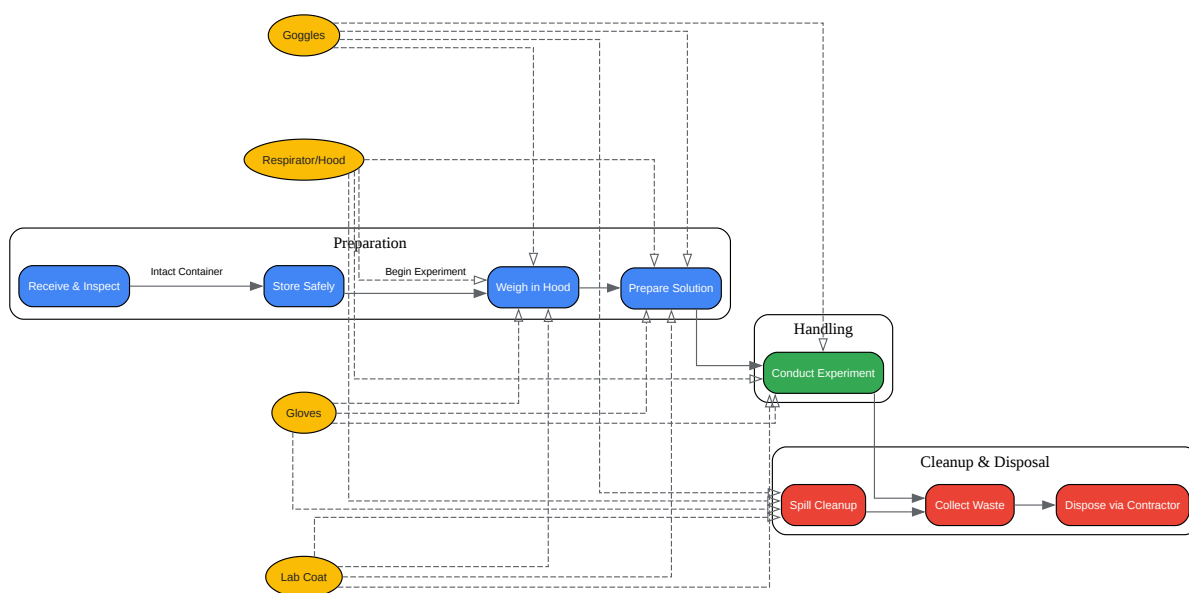 Goggles
Respirator/Hood
Preparation
Receive & Inspect
Intact Container
Store Safely
Begin Experiment
Weigh in Hood
Prepare Solution
Handling
Conduct Experiment
Gloves
Cleanup & Disposal
Spill Cleanup
Collect Waste
Dispose via Contractor
Lab Coat